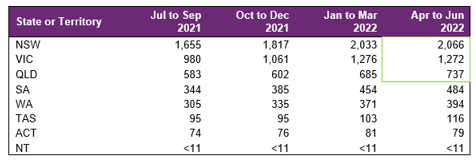 State or Territory Jul to Sep 2021 Oct to Dec 2021 Jan to Mar 2022 Apr to Jun 2022
NSW 1,655 1,817 2,033 2,066
VIC 980 1,061 1,276 1,272
QLD 583 602 685 737
SA 344 385 454 484
WA 305 335 371 394
TAS 95 95 103 116
ACT 74 76 81 79
NT <11 <11 <11 <11